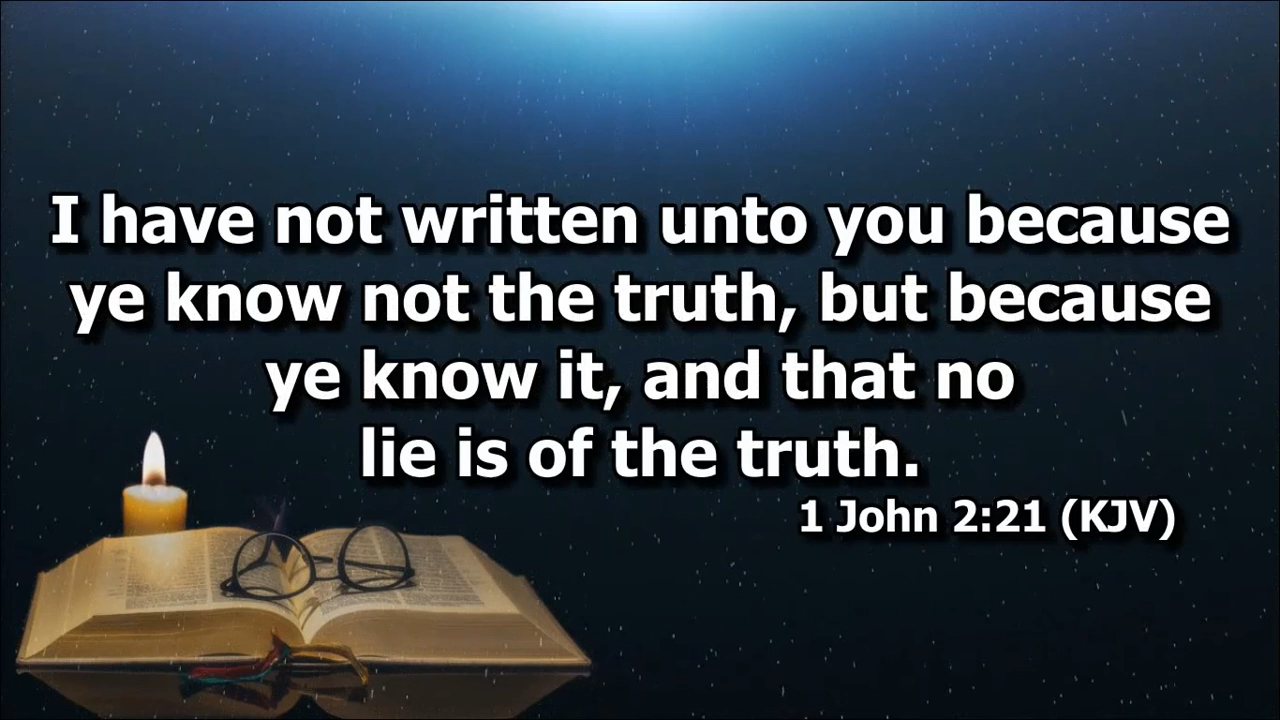 I have not written unto you because
ye know not the truth, but because
ye know it, and that no
lie is of the truth.
1 John 2:21 (KJV)